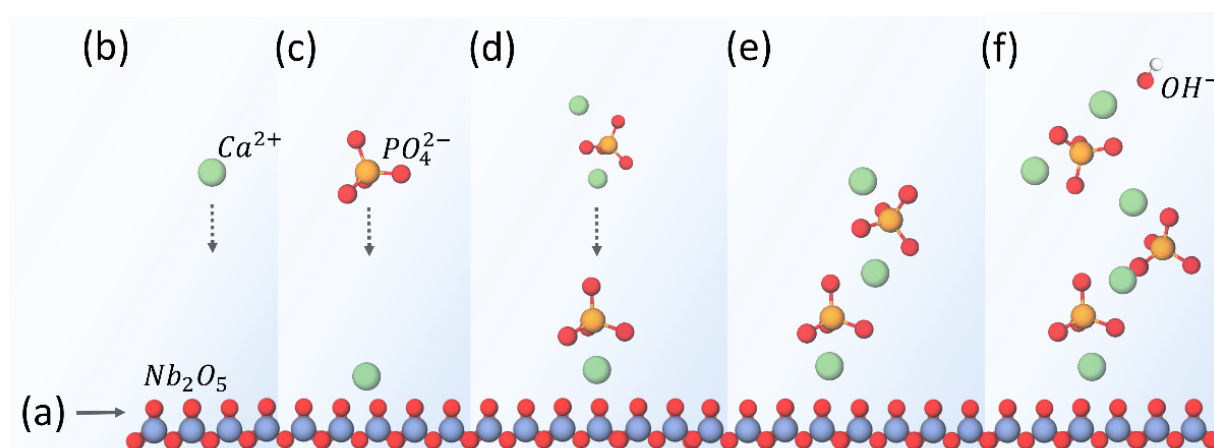 (b) (c) (d) (e) (f)
OH⁻
Ca²⁺ PO₄²⁻
Nb₂O₅
(a)